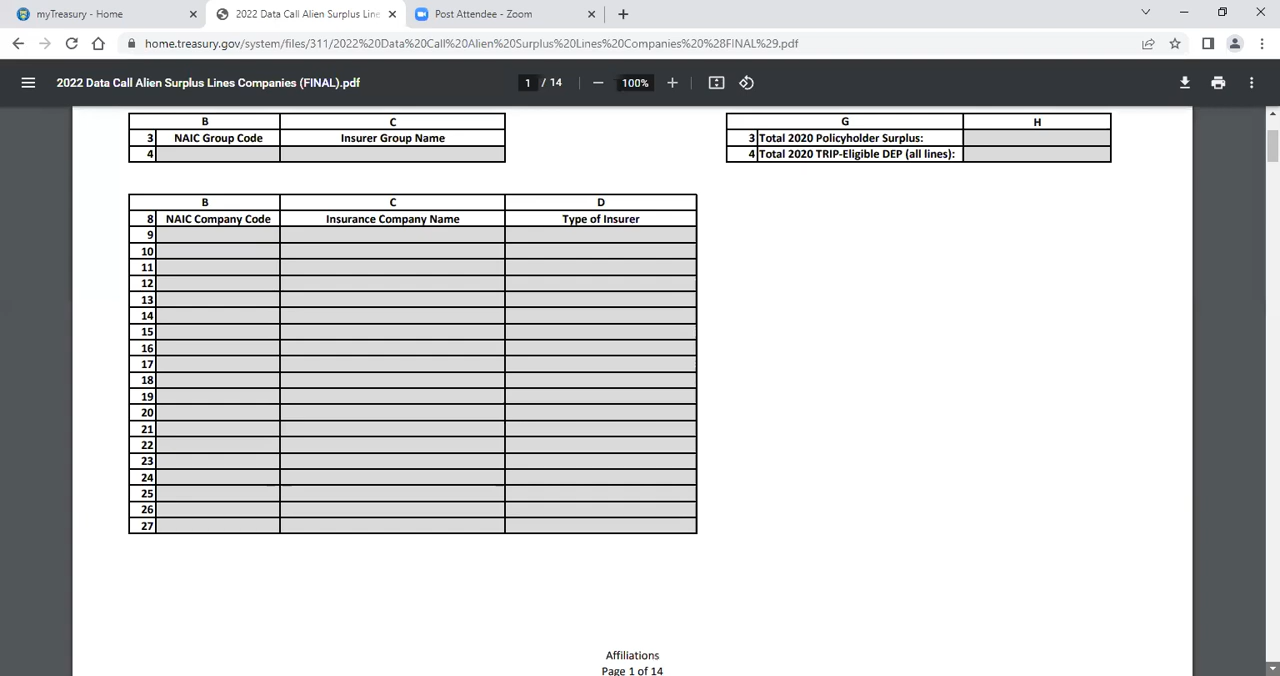 myTreasury - Home
2022 Data Call Alien Surplus Line
Post Attendee - Zoom
home.treasury.gov/system/files/311/2022%20Data%20Call%20Alien%20Surplus%20Lines%20Companies%20%28FINAL%29.pdf
2022 Data Call Alien Surplus Lines Companies (FINAL).pdf
1 / 14
100%
B C
3 NAIC Group Code Insurer Group Name
4
G H
3 Total 2020 Policyholder Surplus:
4 Total 2020 TRIP-Eligible DEP (all lines):
B C D
8 NAIC Company Code Insurance Company Name Type of Insurer
9
10
11
12
13
14
15
16
17
18
19
20
21
22
23
24
25
26
27
Affiliations
Page 1 of 14